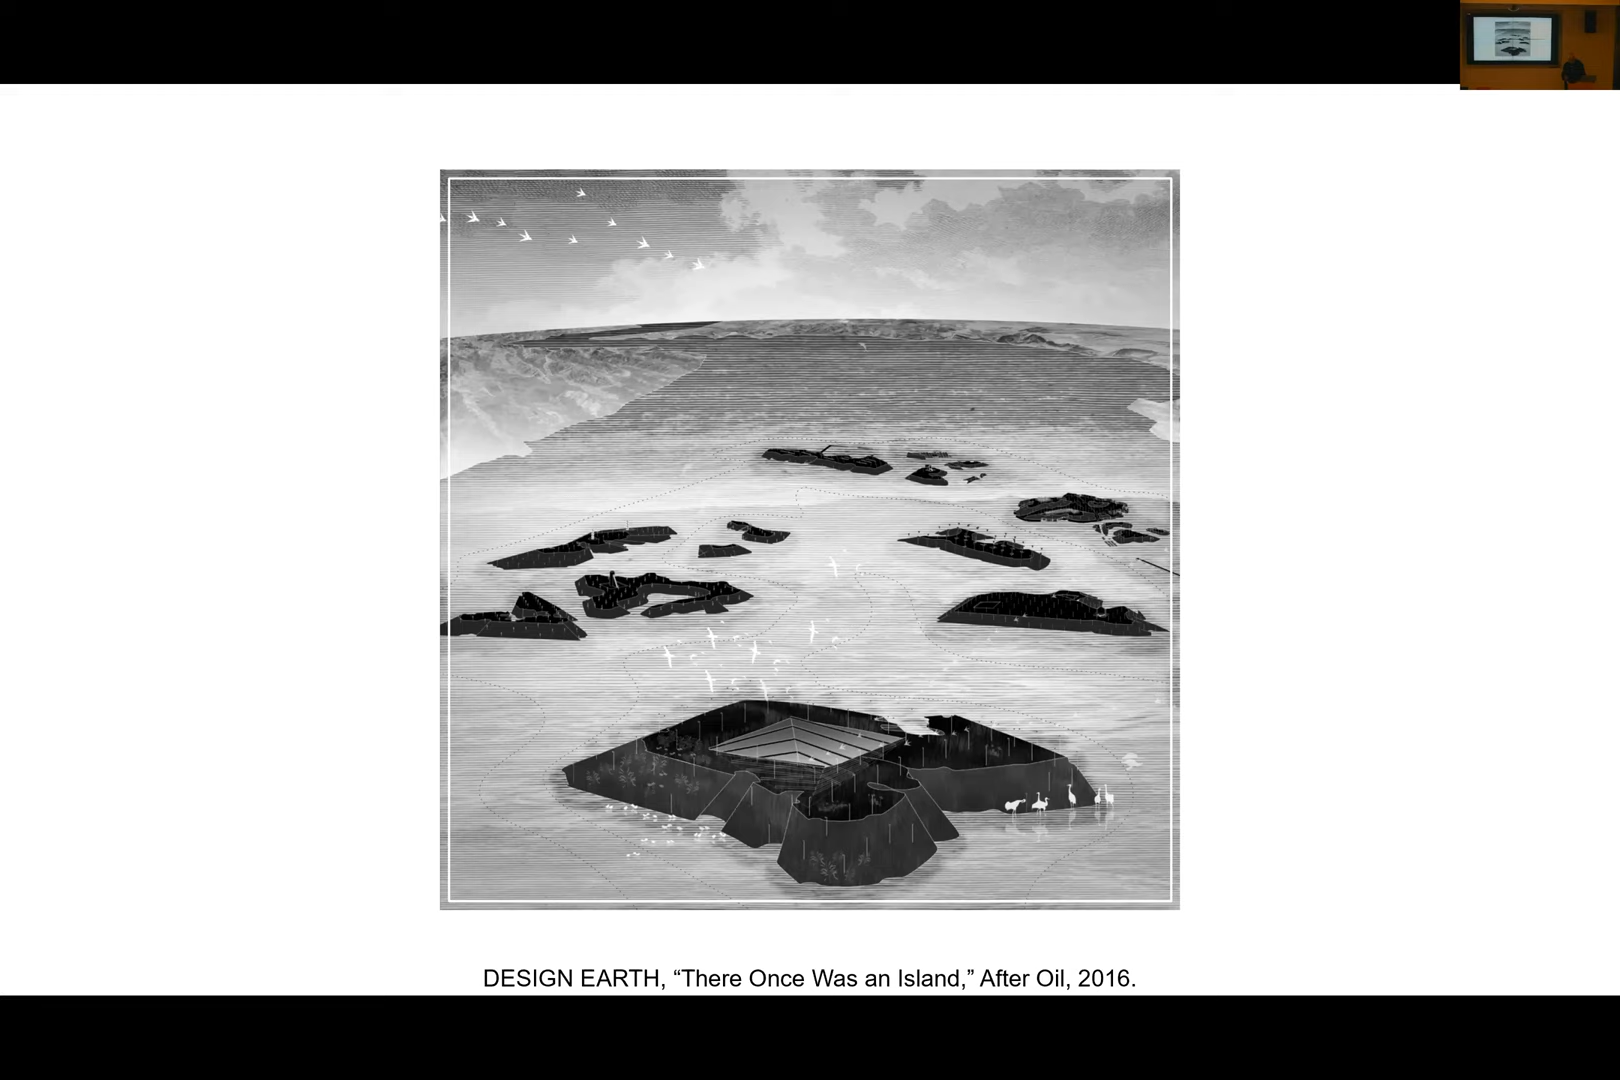 DESIGN EARTH, “There Once Was an Island,” After Oil, 2016.